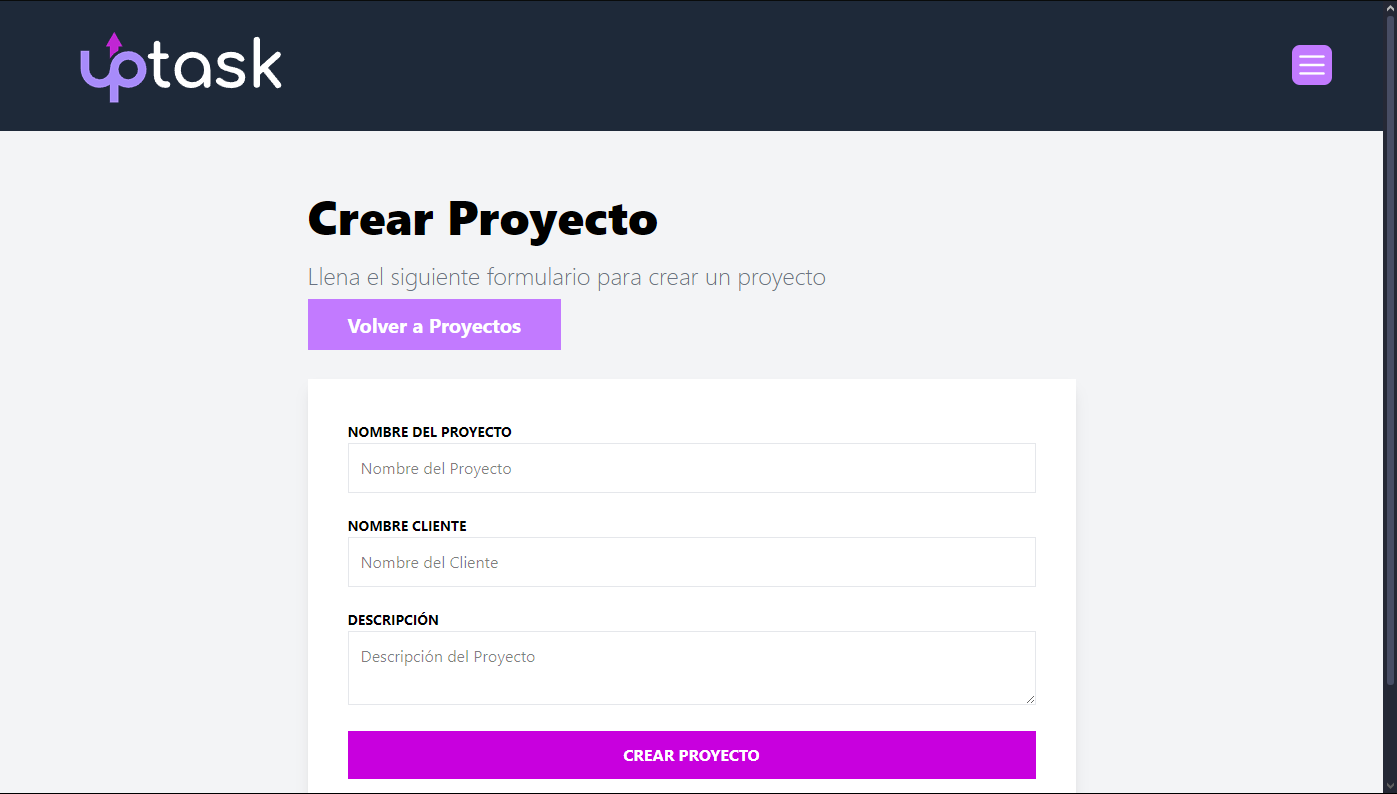 uptask
Crear Proyecto
Llena el siguiente formulario para crear un proyecto
Volver a Proyectos
NOMBRE DEL PROYECTO
Nombre del Proyecto
NOMBRE CLIENTE
Nombre del Cliente
DESCRIPCIÓN
Descripción del Proyecto
CREAR PROYECTO